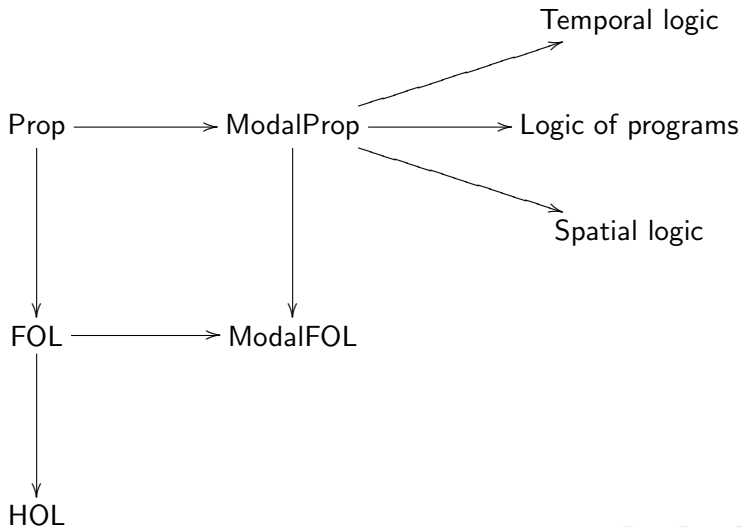 Temporal logic
Prop ModalProp Logic of programs
Spatial logic
FOL ModalFOL
HOL